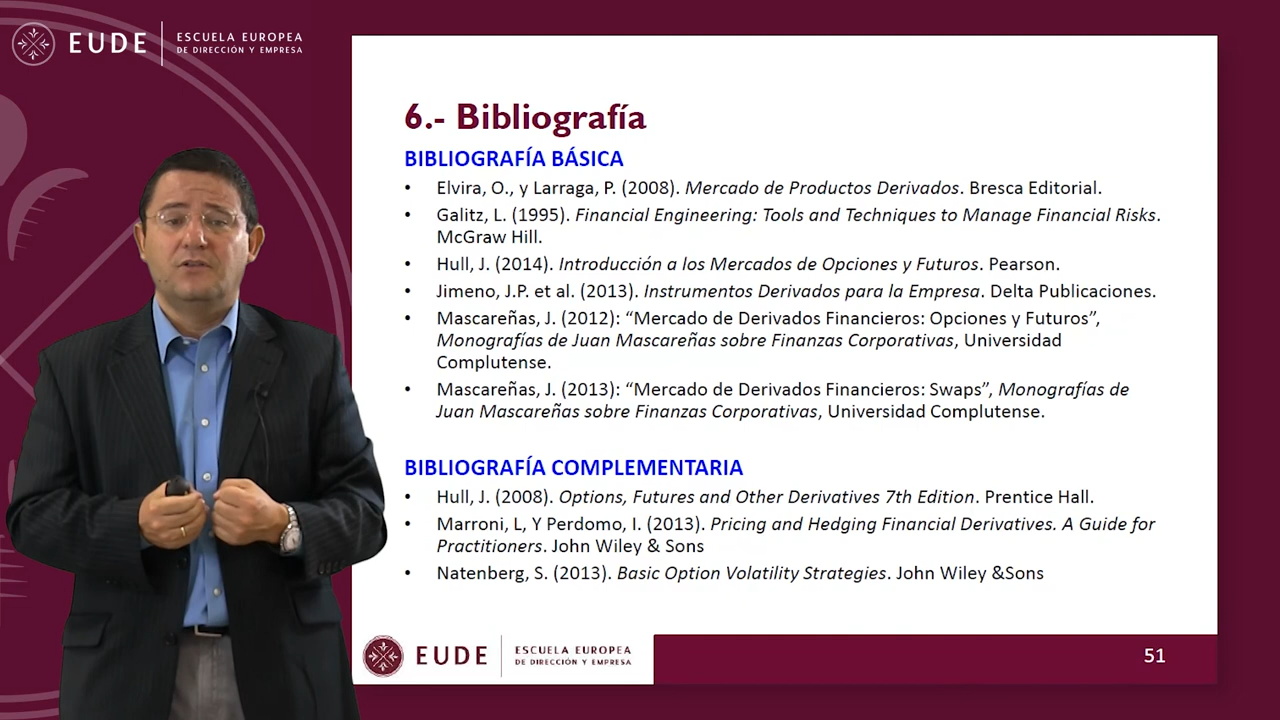 EUDE
ESCUELA EUROPEA
DE DIRECCIÓN Y EMPRESA
6.- Bibliografía
BIBLIOGRAFÍA BÁSICA
• Elvira, O., y Larraga, P. (2008). Mercado de Productos Derivados. Bresca Editorial.
• Galitz, L. (1995). Financial Engineering: Tools and Techniques to Manage Financial Risks.
McGraw Hill.
• Hull, J. (2014). Introducción a los Mercados de Opciones y Futuros. Pearson.
• Jimeno, J.P. et al. (2013). Instrumentos Derivados para la Empresa. Delta Publicaciones.
• Mascareñas, J. (2012): “Mercado de Derivados Financieros: Opciones y Futuros”,
Monografías de Juan Mascareñas sobre Finanzas Corporativas, Universidad
Complutense.
• Mascareñas, J. (2013): “Mercado de Derivados Financieros: Swaps”, Monografías de
Juan Mascareñas sobre Finanzas Corporativas, Universidad Complutense.
BIBLIOGRAFÍA COMPLEMENTARIA
• Hull, J. (2008). Options, Futures and Other Derivatives 7th Edition. Prentice Hall.
• Marroni, L, Y Perdomo, I. (2013). Pricing and Hedging Financial Derivatives. A Guide for
Practitioners. John Wiley & Sons
• Natenberg, S. (2013). Basic Option Volatility Strategies. John Wiley &Sons
EUDE
ESCUELA EUROPEA
DE DIRECCIÓN Y EMPRESA
51